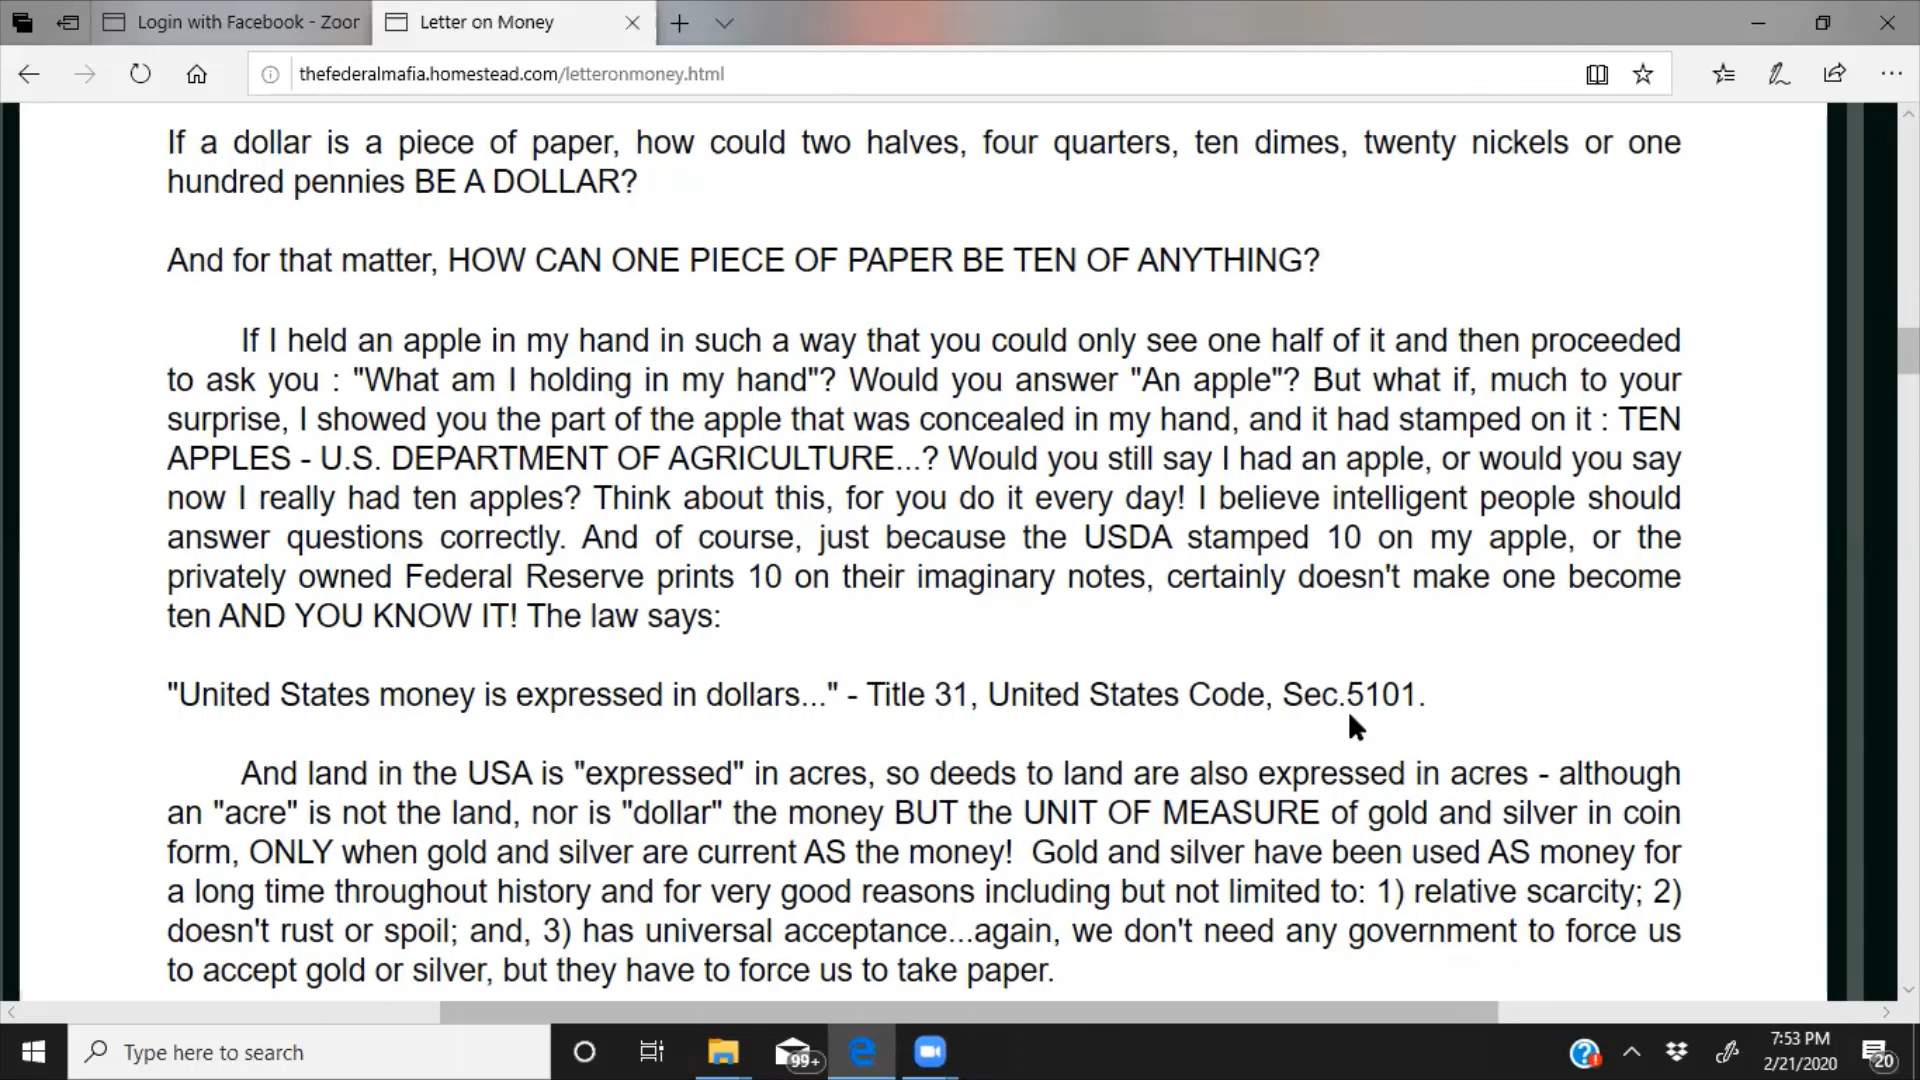 Login with Facebook - Zoor
Letter on Money
thefederalmafia.homestead.com/letteronmoney.html
If a dollar is a piece of paper, how could two halves, four quarters, ten dimes, twenty nickels or one
hundred pennies BE A DOLLAR?
And for that matter, HOW CAN ONE PIECE OF PAPER BE TEN OF ANYTHING?
If I held an apple in my hand in such a way that you could only see one half of it and then proceeded
to ask you : "What am I holding in my hand"? Would you answer "An apple"? But what if, much to your
surprise, I showed you the part of the apple that was concealed in my hand, and it had stamped on it : TEN
APPLES - U.S. DEPARTMENT OF AGRICULTURE...? Would you still say I had an apple, or would you say
now I really had ten apples? Think about this, for you do it every day! I believe intelligent people should
answer questions correctly. And of course, just because the USDA stamped 10 on my apple, or the
privately owned Federal Reserve prints 10 on their imaginary notes, certainly doesn't make one become
ten AND YOU KNOW IT! The law says:
"United States money is expressed in dollars..." - Title 31, United States Code, Sec.5101.
And land in the USA is "expressed" in acres, so deeds to land are also expressed in acres - although
an "acre" is not the land, nor is "dollar" the money BUT the UNIT OF MEASURE of gold and silver in coin
form, ONLY when gold and silver are current AS the money! Gold and silver have been used AS money for
a long time throughout history and for very good reasons including but not limited to: 1) relative scarcity; 2)
doesn't rust or spoil; and, 3) has universal acceptance...again, we don't need any government to force us
to accept gold or silver, but they have to force us to take paper.
Type here to search
99+
7:53 PM
2/21/2020
20